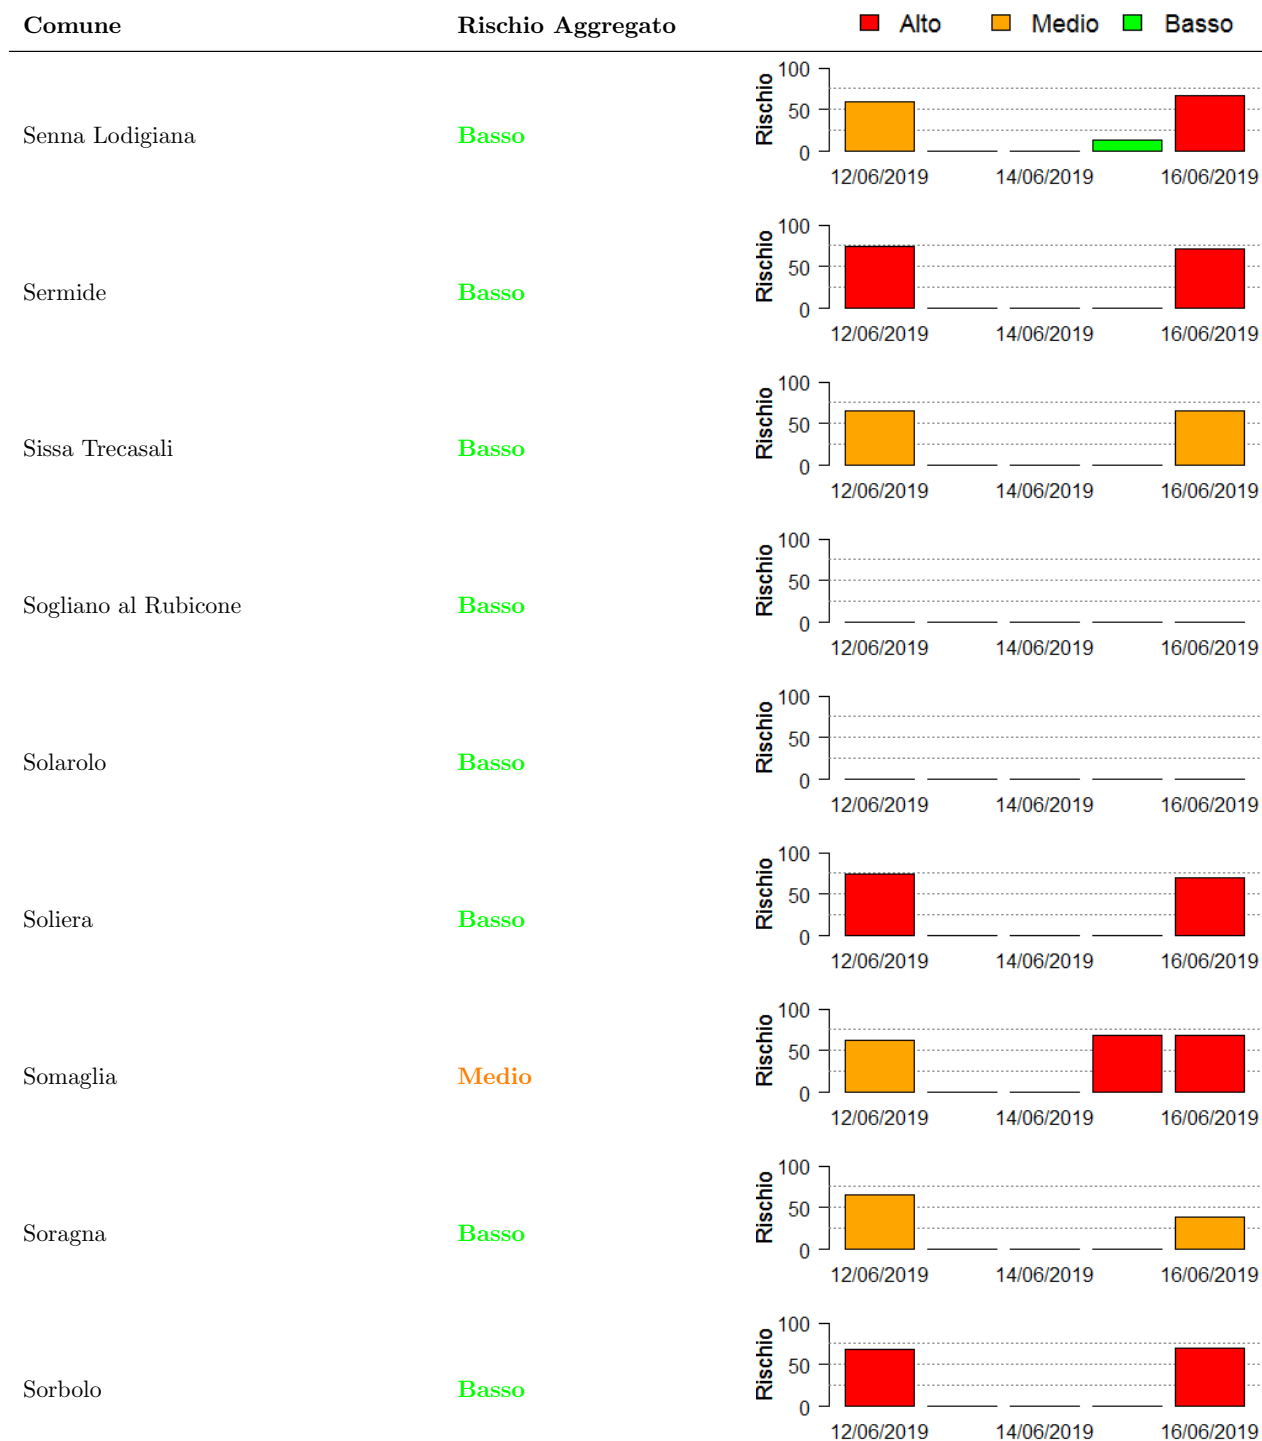 Comune Rischio Aggregato Alto Medio Basso
100
50
0
Rischio
Senna Lodigiana Basso
12/06/2019 14/06/2019 16/06/2019
100
50
0
Rischio
Sermide Basso
12/06/2019 14/06/2019 16/06/2019
100
50
0
Rischio
Sissa Trecasali Basso
12/06/2019 14/06/2019 16/06/2019
100
50
0
Rischio
Sogliano al Rubicone Basso
12/06/2019 14/06/2019 16/06/2019
100
50
0
Rischio
Solarolo Basso
12/06/2019 14/06/2019 16/06/2019
100
50
0
Rischio
Soliera Basso
12/06/2019 14/06/2019 16/06/2019
100
50
0
Rischio
Somaglia Medio
12/06/2019 14/06/2019 16/06/2019
100
50
0
Rischio
Soragna Basso
12/06/2019 14/06/2019 16/06/2019
100
50
0
Rischio
Sorbolo Basso
12/06/2019 14/06/2019 16/06/2019